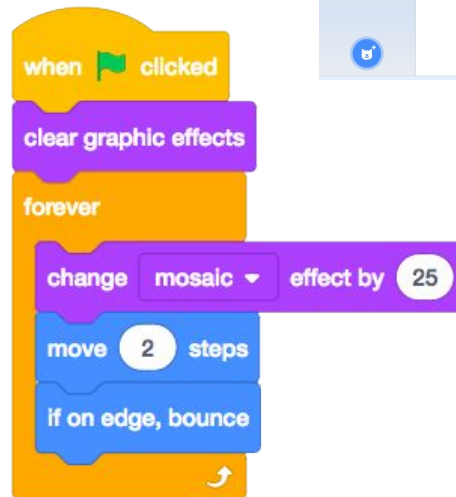 when clicked
clear graphic effects
forever
change mosaic effect by 25
move 2 steps
if on edge, bounce